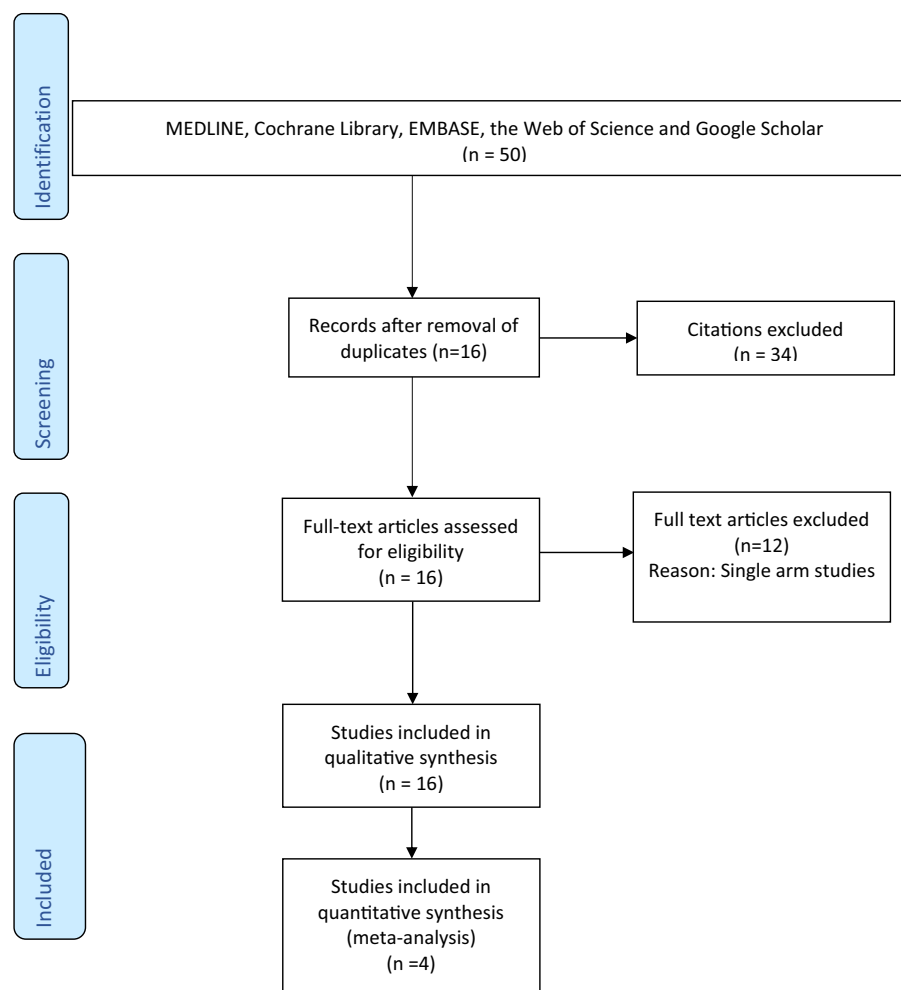 Identification
MEDLINE, Cochrane Library, EMBASE, the Web of Science and Google Scholar
(n = 50)
Screening
Records after removal of
duplicates (n=16)
Citations excluded
(n = 34)
Eligibility
Full-text articles assessed
for eligibility
(n = 16)
Full text articles excluded
(n=12)
Reason: Single arm studies
Included
Studies included in
qualitative synthesis
(n = 16)
Studies included in
quantitative synthesis
(meta-analysis)
(n =4)